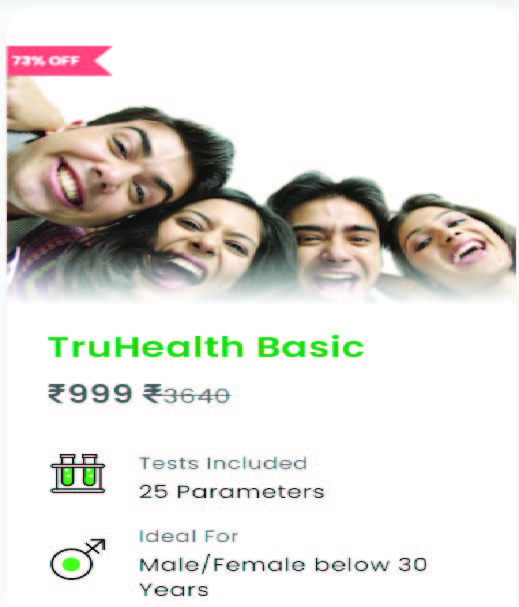 73% OFF
TruHealth Basic
₹999 ₹3640
Tests Included
25 Parameters
Ideal For
Male/Female below 30
Years